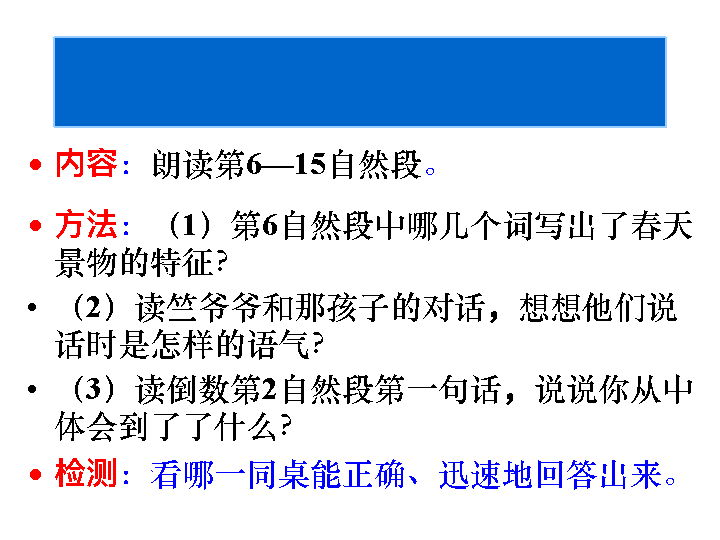 • 内容：朗读第6—15自然段。
• 方法：（1）第6自然段中哪几个词写出了春天
景物的特征？
• （2）读竺爷爷和那孩子的对话，想想他们说
话时是怎样的语气？
• （3）读倒数第2自然段第一句话，说说你从中
体会到了了什么？
• 检测：看哪一同桌能正确、迅速地回答出来。